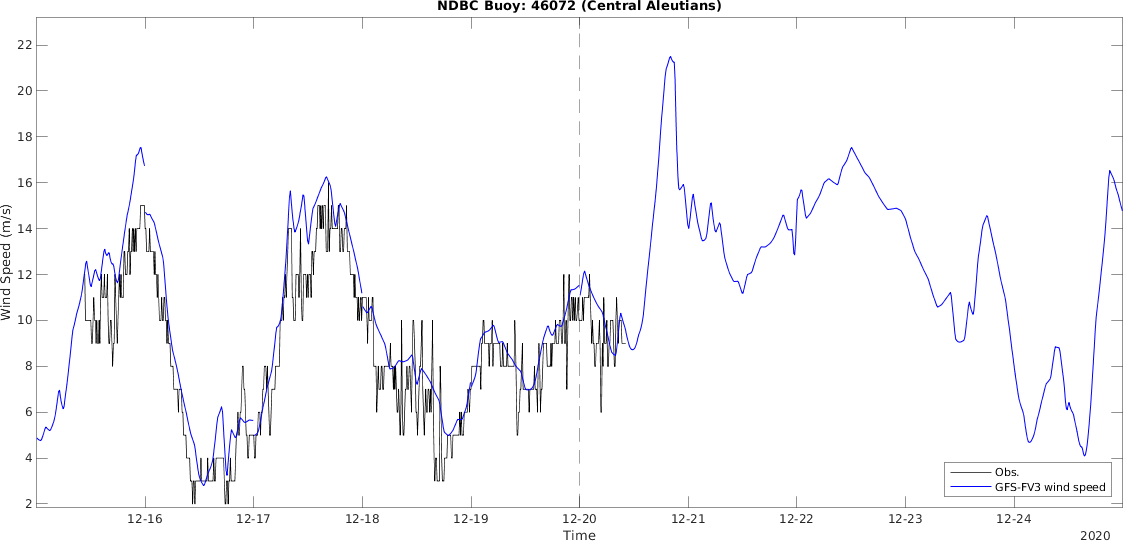 NDBC Buoy: 46072 (Central Aleutians)
22
20
18
16
14
12
10
8
6
4
2
Wind Speed (m/s)
Obs.
GFS-FV3 wind speed
12-16 12-17 12-18 12-19 12-20 12-21 12-22 12-23 12-24
Time
2020